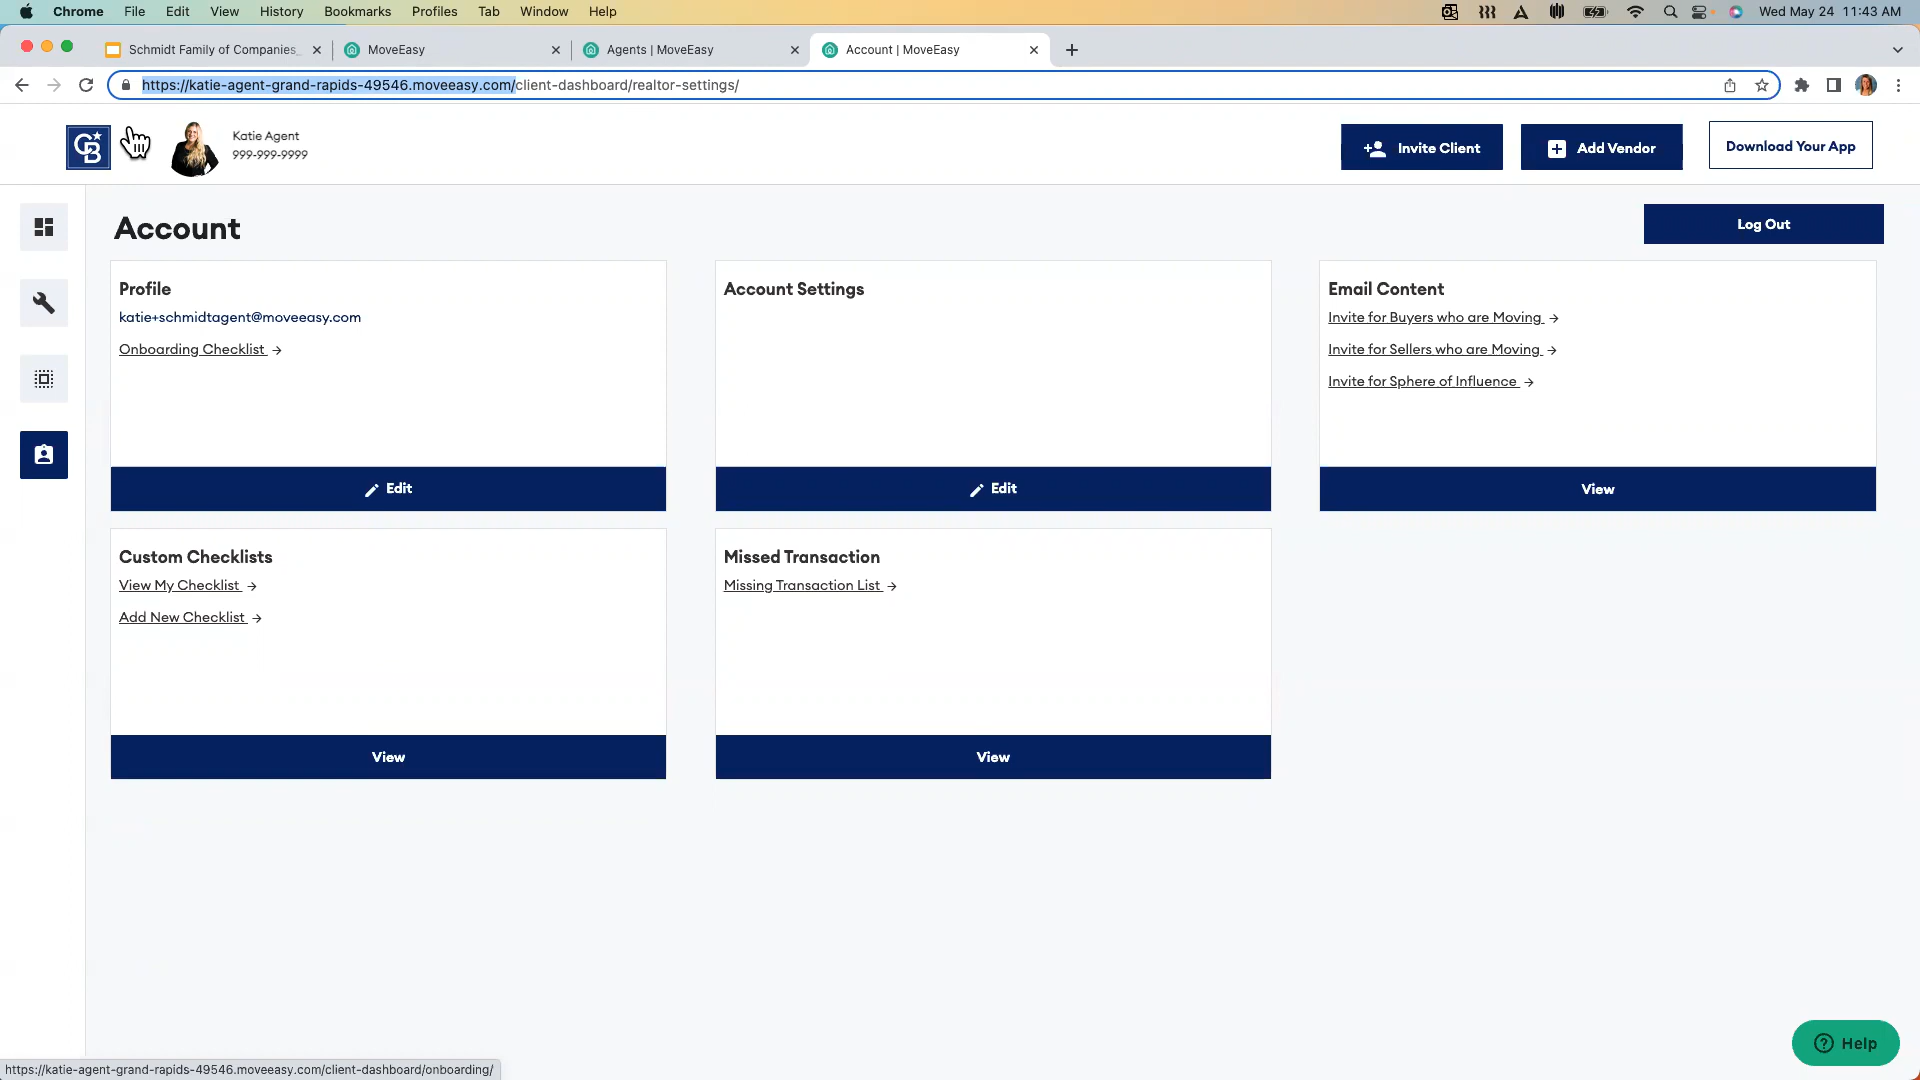 Chrome File Edit View History Bookmarks Profiles Tab Window Help Wed May 24 11:43 AM
Schmidt Family of Companies_ MoveEasy Agents | MoveEasy Account | MoveEasy
https://katie-agent-grand-rapids-49546.moveeasy.com/client-dashboard/realtor-settings/
CB
Katie Agent
999-999-9999
Invite Client
Add Vendor
Download Your App
Account
Log Out
Profile
katie+schmidtagent@moveeasy.com
Onboarding Checklist →
Edit
Account Settings
Edit
Email Content
Invite for Buyers who are Moving →
Invite for Sellers who are Moving →
Invite for Sphere of Influence →
View
Custom Checklists
View My Checklist →
Add New Checklist →
View
Missed Transaction
Missing Transaction List →
View
Help
https://katie-agent-grand-rapids-49546.moveeasy.com/client-dashboard/onboarding/